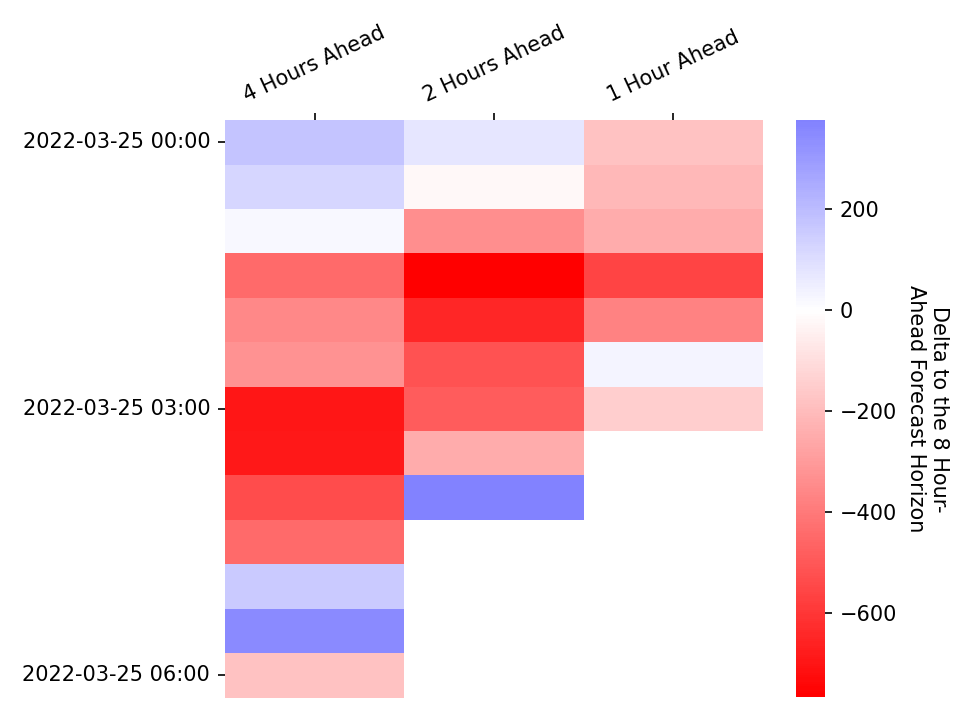 4 Hours Ahead
2 Hours Ahead
1 Hour Ahead
2022-03-25 00:00
2022-03-25 03:00
2022-03-25 06:00
200
0
−200
−400
−600
Delta to the 8 Hour-
Ahead Forecast Horizon